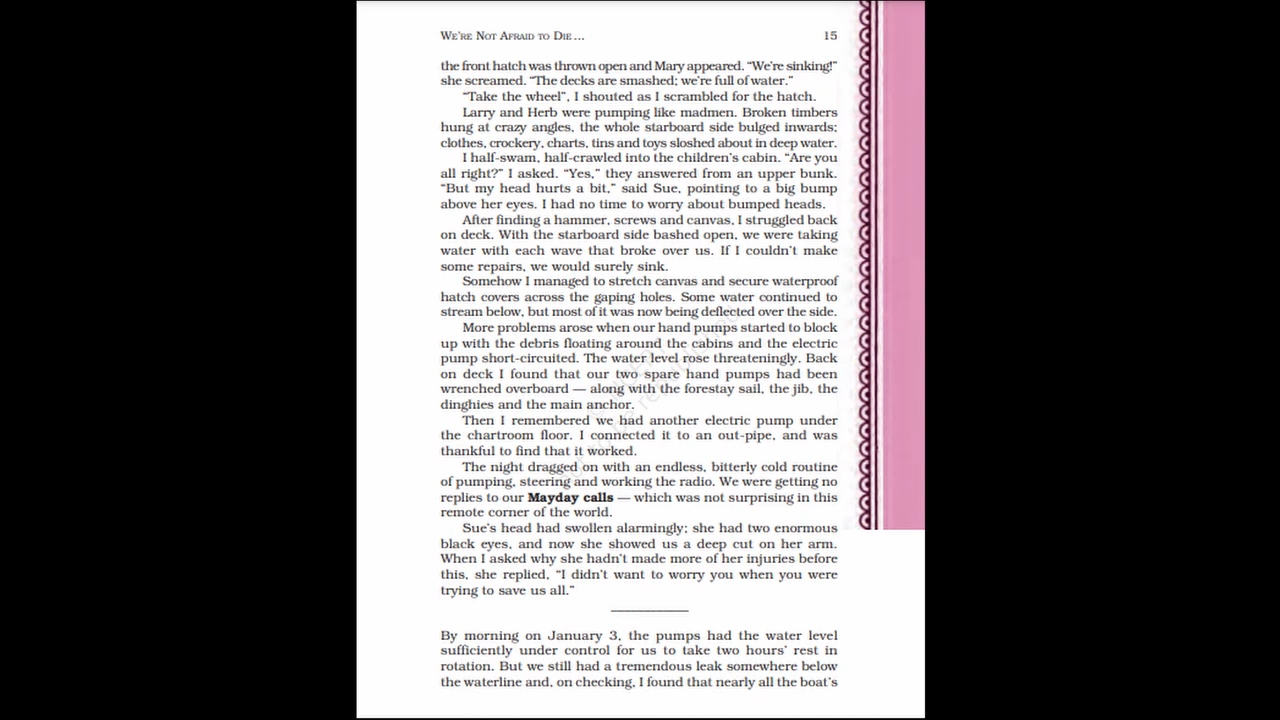 WE'RE NOT AFRAID TO DIE... 15
the front hatch was thrown open and Mary appeared. “We’re sinking!”
she screamed. “The decks are smashed; we’re full of water.”
“Take the wheel”, I shouted as I scrambled for the hatch.
Larry and Herb were pumping like madmen. Broken timbers
hung at crazy angles, the whole starboard side bulged inwards;
clothes, crockery, charts, tins and toys sloshed about in deep water.
I half-swam, half-crawled into the children’s cabin. “Are you
all right?” I asked. “Yes,” they answered from an upper bunk.
“But my head hurts a bit,” said Sue, pointing to a big bump
above her eyes. I had no time to worry about bumped heads.
After finding a hammer, screws and canvas, I struggled back
on deck. With the starboard side bashed open, we were taking
water with each wave that broke over us. If I couldn’t make
some repairs, we would surely sink.
Somehow I managed to stretch canvas and secure waterproof
hatch covers across the gaping holes. Some water continued to
stream below, but most of it was now being deflected over the side.
More problems arose when our hand pumps started to block
up with the debris floating around the cabins and the electric
pump short-circuited. The water level rose threateningly. Back
on deck I found that our two spare hand pumps had been
wrenched overboard — along with the forestay sail, the jib, the
dinghies and the main anchor.
Then I remembered we had another electric pump under
the chartroom floor. I connected it to an out-pipe, and was
thankful to find that it worked.
The night dragged on with an endless, bitterly cold routine
of pumping, steering and working the radio. We were getting no
replies to our Mayday calls — which was not surprising in this
remote corner of the world.
Sue’s head had swollen alarmingly; she had two enormous
black eyes, and now she showed us a deep cut on her arm.
When I asked why she hadn’t made more of her injuries before
this, she replied, “I didn’t want to worry you when you were
trying to save us all.”
By morning on January 3, the pumps had the water level
sufficiently under control for us to take two hours’ rest in
rotation. But we still had a tremendous leak somewhere below
the waterline and, on checking, I found that nearly all the boat’s